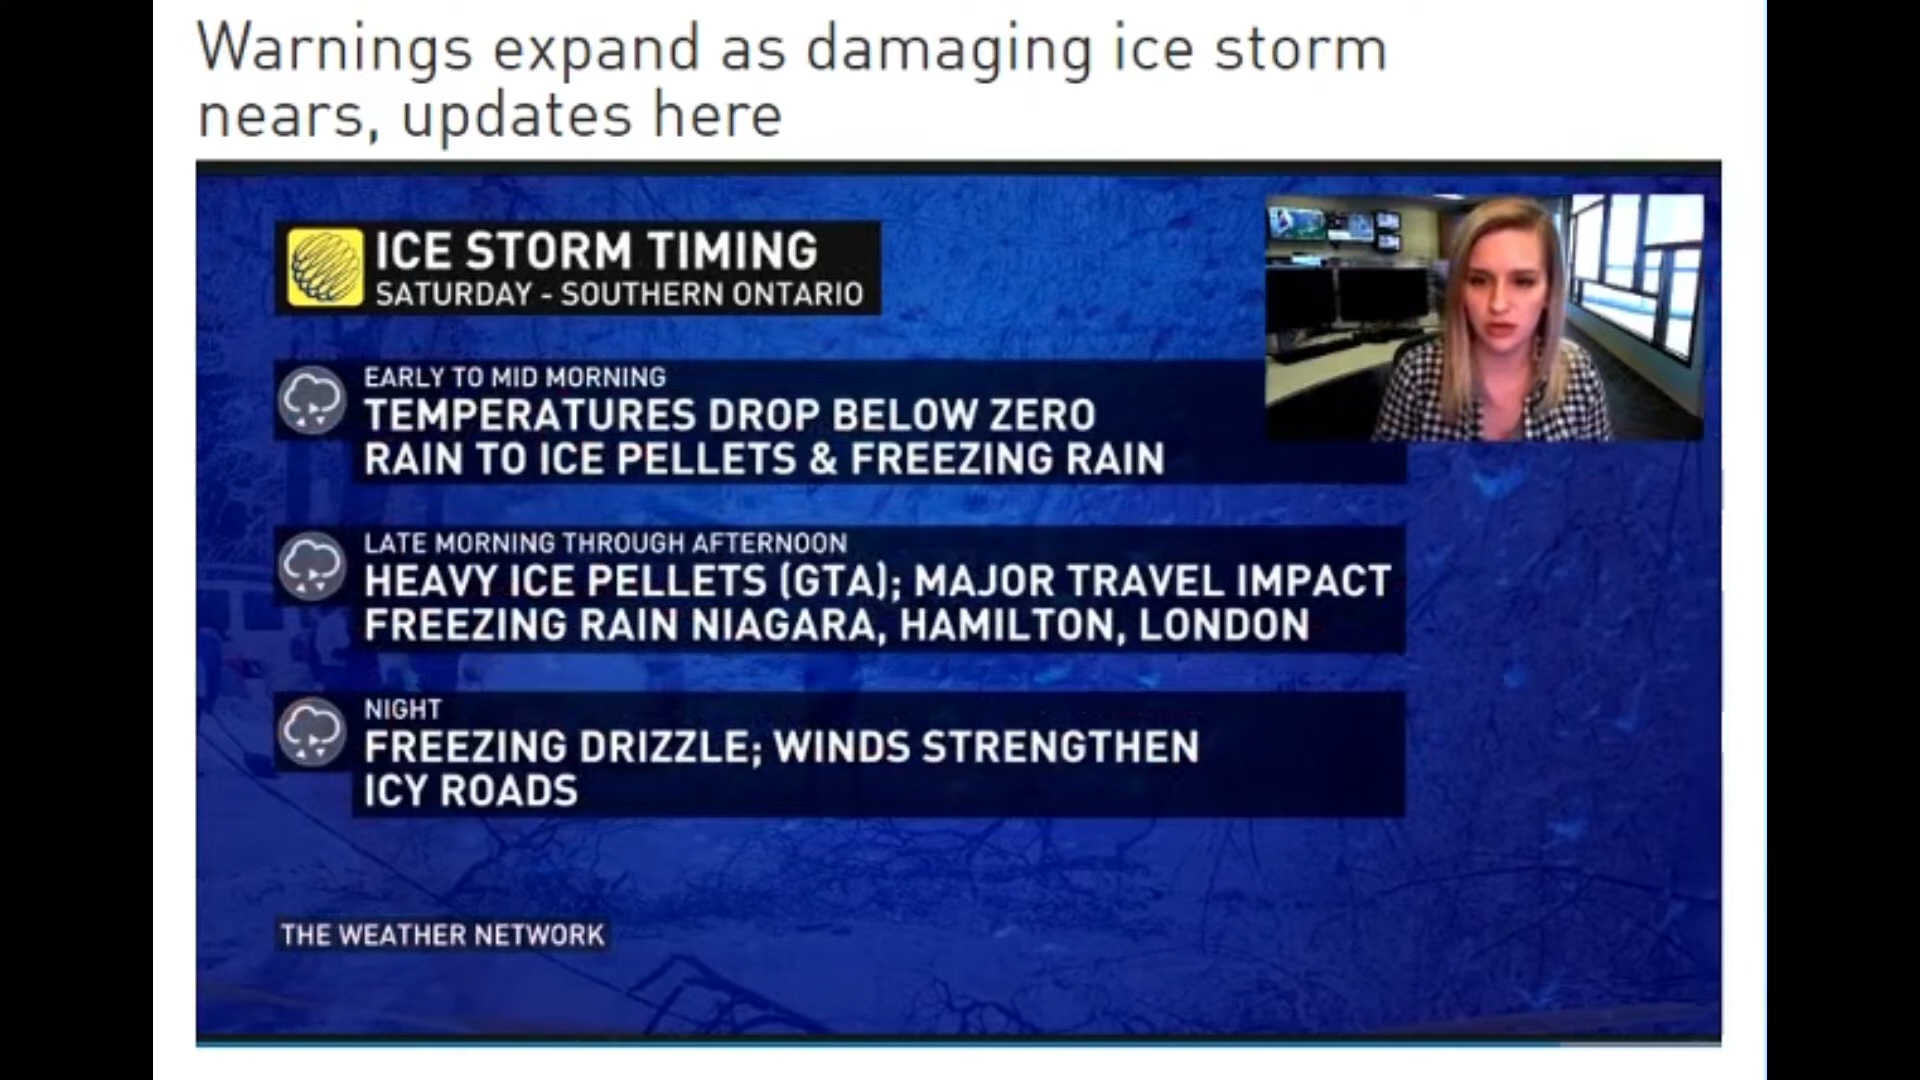 Warnings expand as damaging ice storm
nears, updates here
ICE STORM TIMING
SATURDAY - SOUTHERN ONTARIO
EARLY TO MID MORNING
TEMPERATURES DROP BELOW ZERO
RAIN TO ICE PELLETS & FREEZING RAIN
LATE MORNING THROUGH AFTERNOON
HEAVY ICE PELLETS (GTA); MAJOR TRAVEL IMPACT
FREEZING RAIN NIAGARA, HAMILTON, LONDON
NIGHT
FREEZING DRIZZLE; WINDS STRENGTHEN
ICY ROADS
THE WEATHER NETWORK